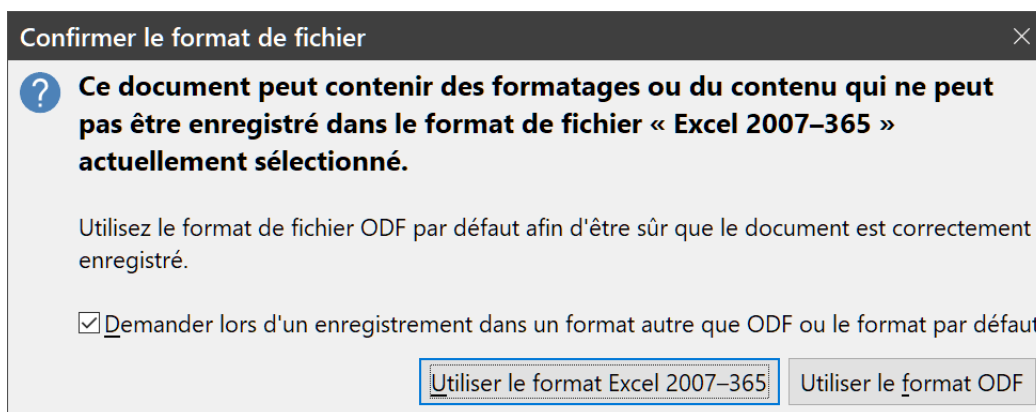 Confirmer le format de fichier
Ce document peut contenir des formatages ou du contenu qui ne peut
pas être enregistré dans le format de fichier « Excel 2007–365 »
actuellement sélectionné.
Utilisez le format de fichier ODF par défaut afin d'être sûr que le document est correctement
enregistré.
Demander lors d'un enregistrement dans un format autre que ODF ou le format par défaut
Utiliser le format Excel 2007–365
Utiliser le format ODF